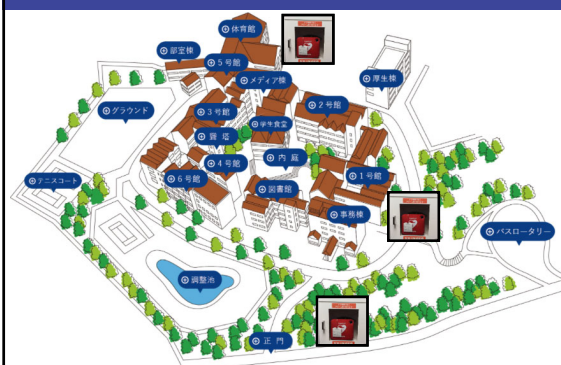 体育館
部室棟
5号館
メディア棟
厚生棟
グラウンド
3号館
2号館
学生食堂
鐘塔
内庭
4号館
1号館
テニスコート
6号館
図書館
事務棟
バスロータリー
調整池
正門